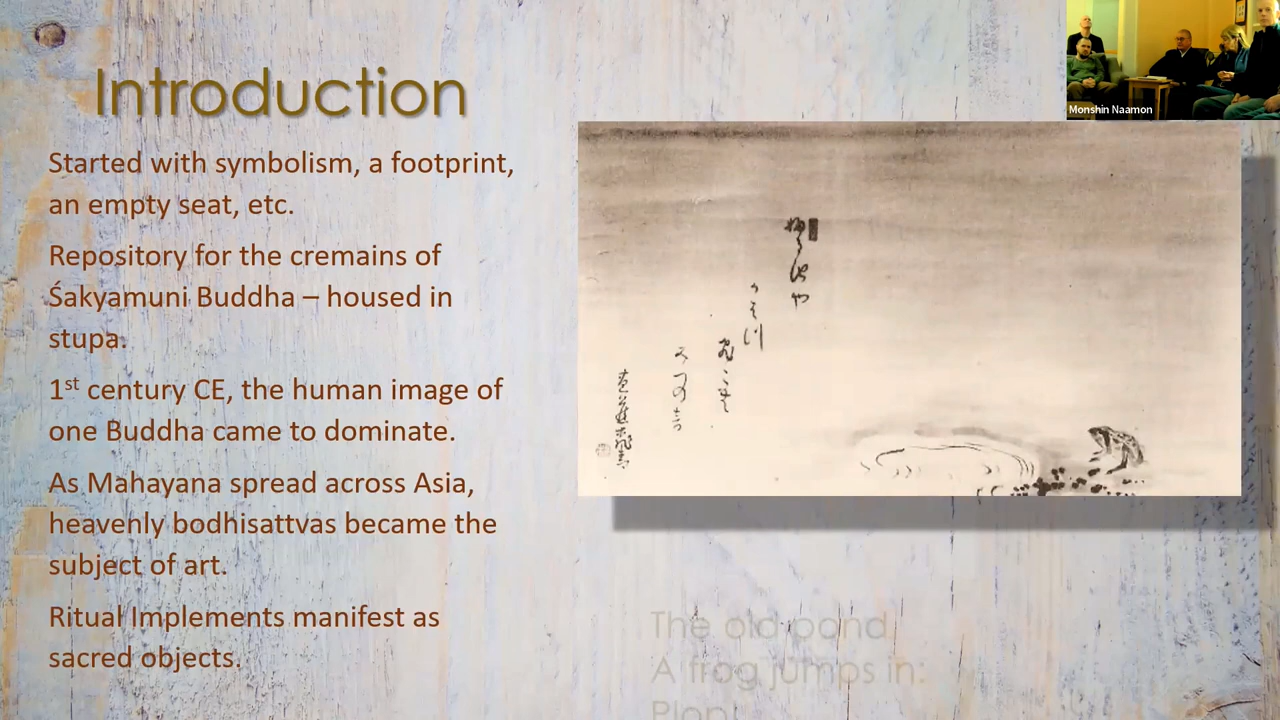 Introduction
Started with symbolism, a footprint,
an empty seat, etc.
Repository for the cremains of
Śakyamuni Buddha – housed in
stupa.
1st century CE, the human image of
one Buddha came to dominate.
As Mahayana spread across Asia,
heavenly bodhisattvas became the
subject of art.
Ritual Implements manifest as
sacred objects.
Monshin Naamon
The old pond
A frog jumps in:
Plop!